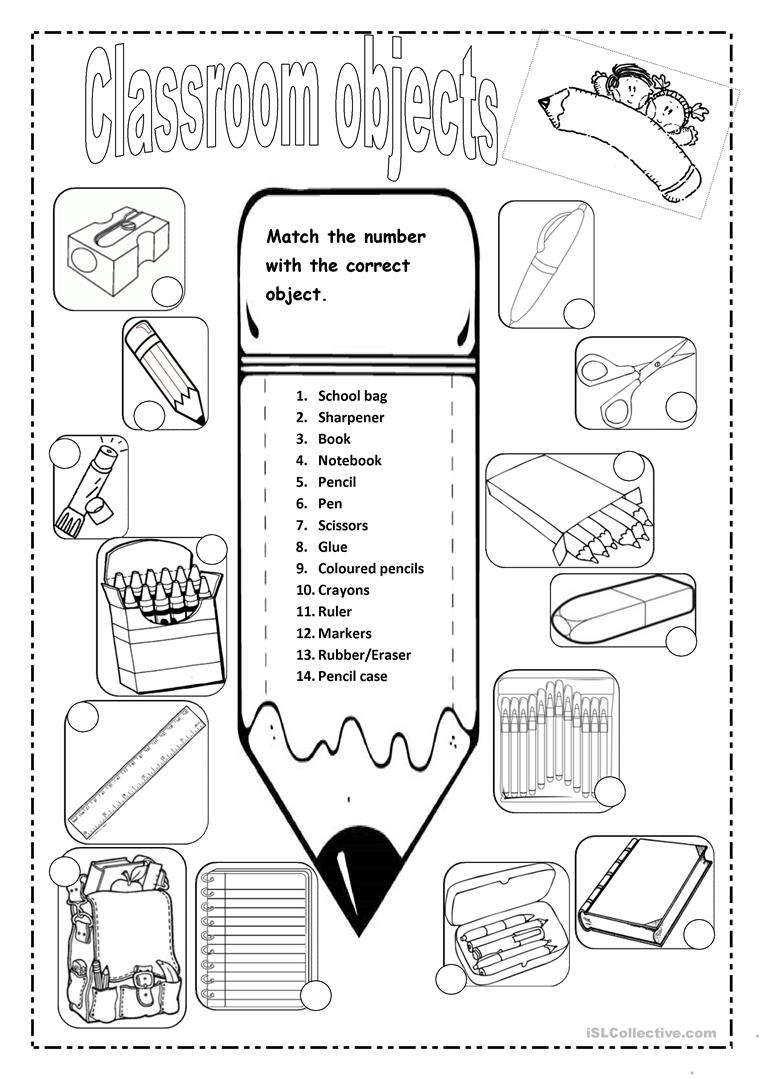 Classroom objects
Match the number
with the correct
object.
1. School bag
2. Sharpener
3. Book
4. Notebook
5. Pencil
6. Pen
7. Scissors
8. Glue
9. Coloured pencils
10. Crayons
11. Ruler
12. Markers
13. Rubber/Eraser
14. Pencil case
iSLCollective.com